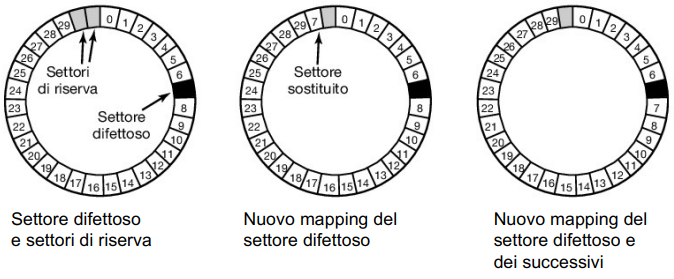 0 1 2 3 4 5 6 8 9 10 11 12 13 14 15 16 17 18 19 20 21 22 23 24 25 26 27 28 29
Settori
di riserva
Settore
difettoso
Settore difettoso
e settori di riserva
0 1 2 3 4 5 6 8 9 10 11 12 13 14 15 16 17 18 19 20 21 22 23 24 25 26 27 28 29 7
Settore
sostituito
Nuovo mapping del
settore difettoso
0 1 2 3 4 5 6 7 8 9 10 11 12 13 14 15 16 17 18 19 20 21 22 23 24 25 26 27 28 29
Nuovo mapping del
settore difettoso e
dei successivi